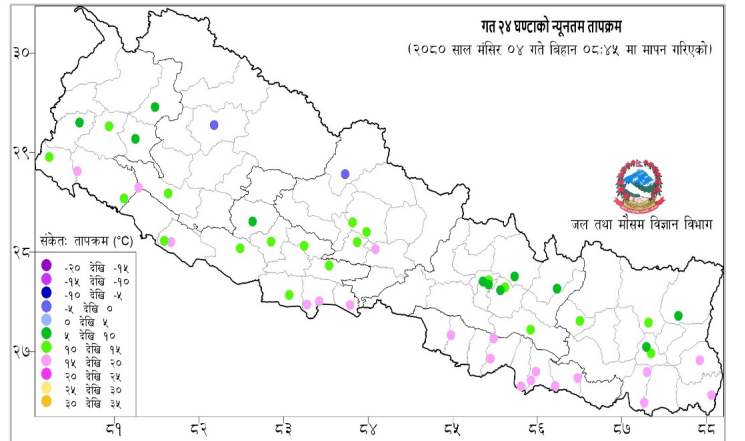 गत २४ घण्टाको न्यूनतम तापक्रम
(२०८० साल मंसिर ०४ गते बिहान ०८:४५ मा मापन गरिएको)
३०
२९
२८
२७
जल तथा मौसम विज्ञान विभाग
संकेतः तापक्रम (°C)
-२० देखि -१५
-१५ देखि -१०
-१० देखि -५
-५ देखि ०
० देखि ५
५ देखि १०
१० देखि १५
१५ देखि २०
२० देखि २५
२५ देखि ३०
३० देखि ३५
८१ ८२ ८३ ८४ ८५ ८६ ८७ ८८